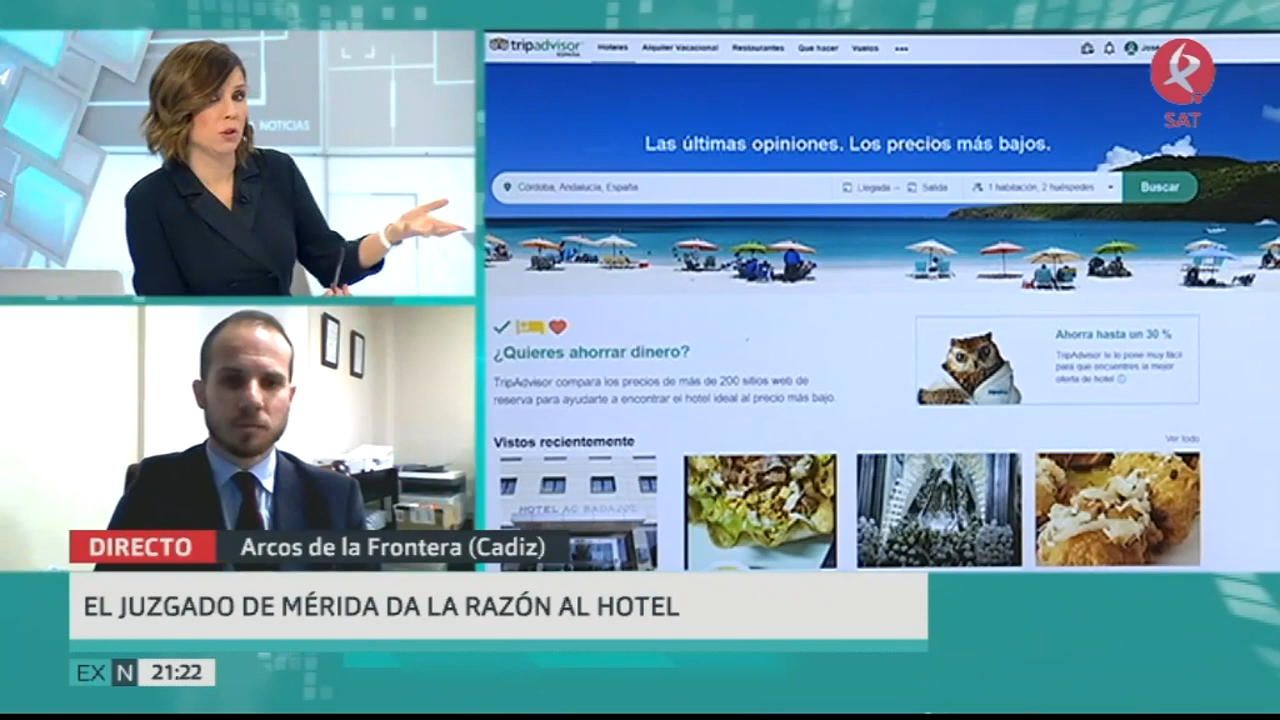 NOTICIAS
tripadvisor
ESPAÑA
Hoteles Alquiler Vacacional Restaurantes Qué hacer Vuelos
SAT
Las últimas opiniones. Los precios más bajos.
Córdoba, Andalucía, España Llegada – Salida 1 habitación, 2 huéspedes Buscar
¿Quieres ahorrar dinero?
TripAdvisor compara los precios de más de 200 sitios web de
reserva para ayudarte a encontrar el hotel ideal al precio más bajo.
Ahorra hasta un 30 %
TripAdvisor te lo pone muy fácil
para que encuentres la mejor
oferta de hotel
Vistos recientemente
Ver todo
HOTEL AC BADAJOZ
DIRECTO Arcos de la Frontera (Cadiz)
EL JUZGADO DE MÉRIDA DA LA RAZÓN AL HOTEL
EX N 21:22